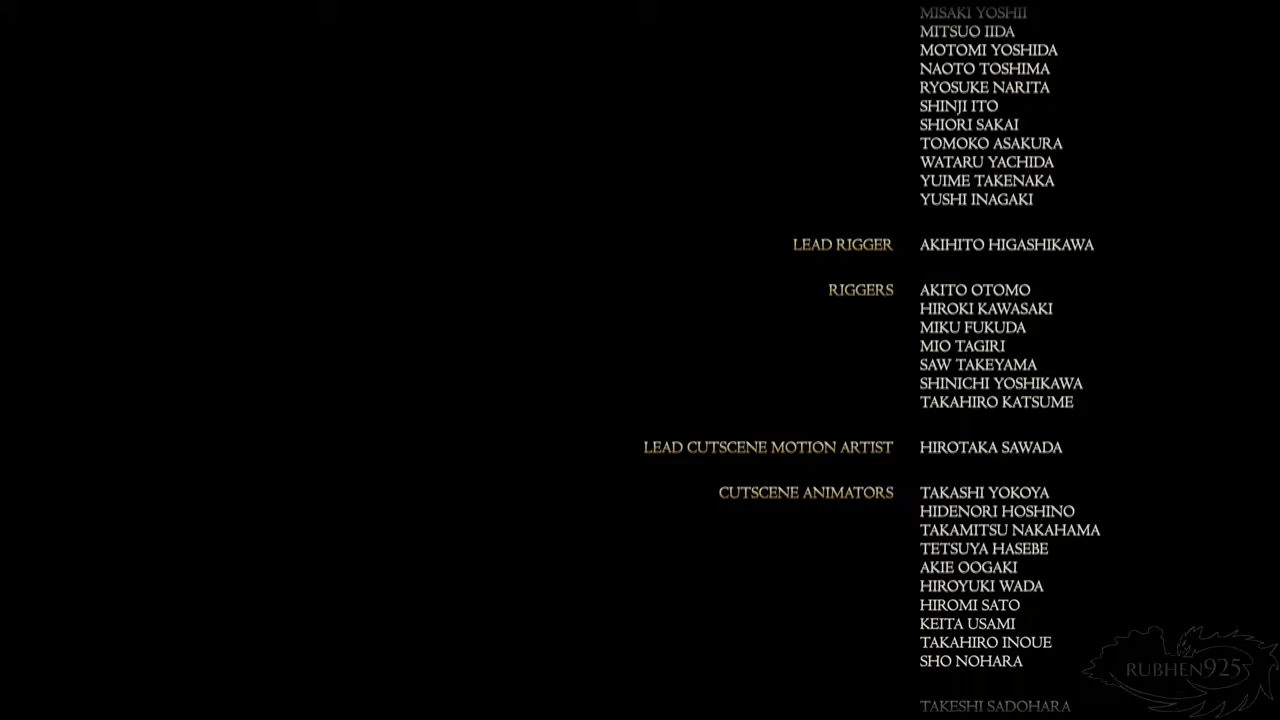 MISAKI YOSHII
MITSUO IIDA
MOTOMI YOSHIDA
NAOTO TOSHIMA
RYOSUKE NARITA
SHINJI ITO
SHIORI SAKAI
TOMOKO ASAKURA
WATARU YACHIDA
YUIME TAKENAKA
YUSHI INAGAKI
LEAD RIGGER AKIHITO HIGASHIKAWA
RIGGERS AKITO OTOMO
HIROKI KAWASAKI
MIKU FUKUDA
MIO TAGIRI
SAW TAKEYAMA
SHINICHI YOSHIKAWA
TAKAHIRO KATSUME
LEAD CUTSCENE MOTION ARTIST HIROTAKA SAWADA
CUTSCENE ANIMATORS TAKASHI YOKOYA
HIDENORI HOSHINO
TAKAMITSU NAKAHAMA
TETSUYA HASEBE
AKIE OOGAKI
HIROYUKI WADA
HIROMI SATO
KEITA USAMI
TAKAHIRO INOUE
SHO NOHARA
RUBHEN925
TAKESHI SADOHARA